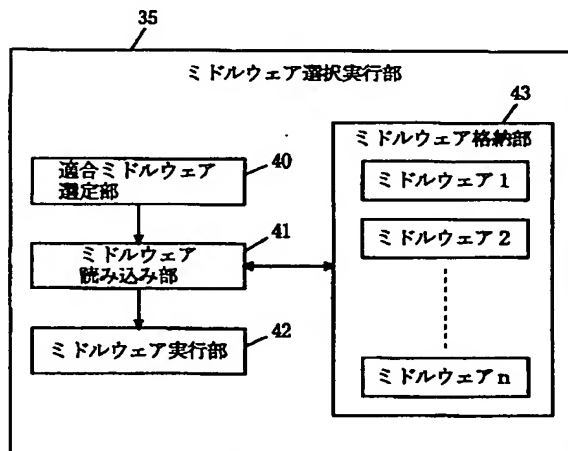 35
ミドルウェア選択実行部
43
ミドルウェア格納部
適合ミドルウェア
選定部
40
ミドルウェア1
ミドルウェア
読み込み部
41
ミドルウェア2
ミドルウェア実行部
42
ミドルウェアn